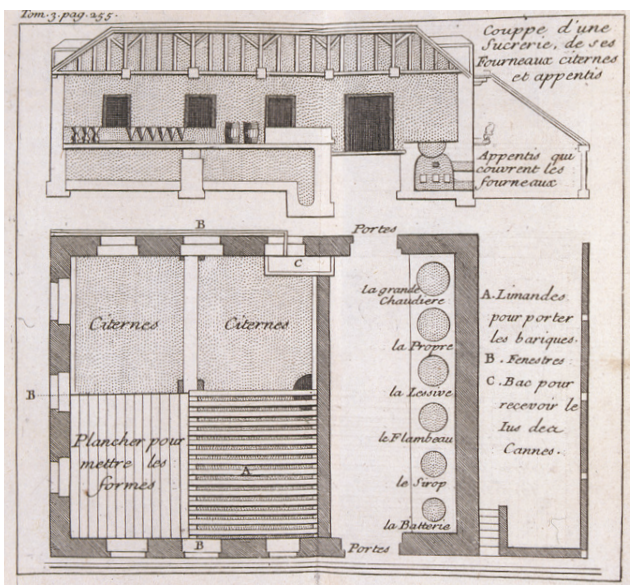 Tom. 3. pag. 255.
Couppe d'une
Sucrerie, de ses
Fourneaux citernes
et appentis
Appentis qui
couvrent les
fourneaux
B
Portes
C
la grande
Chaudiere
Citernes
Citernes
la Propre
B
la Lessive
Plancher pour
mettre les
formes
A
le Flambeau
le Sirop
la Batterie
B
Portes
A. Limandes
pour porter
les bariques.
B. Fenestres.
C. Bac pour
recevoir le
Ius des
Cannes.